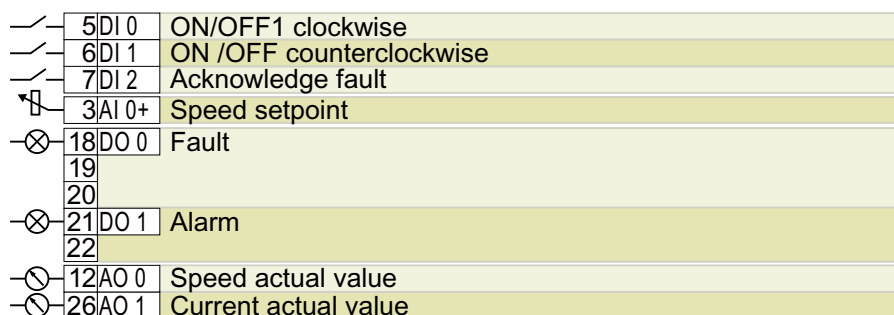 5 DI 0 ON/OFF1 clockwise
6 DI 1 ON /OFF counterclockwise
7 DI 2 Acknowledge fault
3 AI 0+ Speed setpoint
18 DO 0 Fault
19
20
21 DO 1 Alarm
22
12 AO 0 Speed actual value
26 AO 1 Current actual value